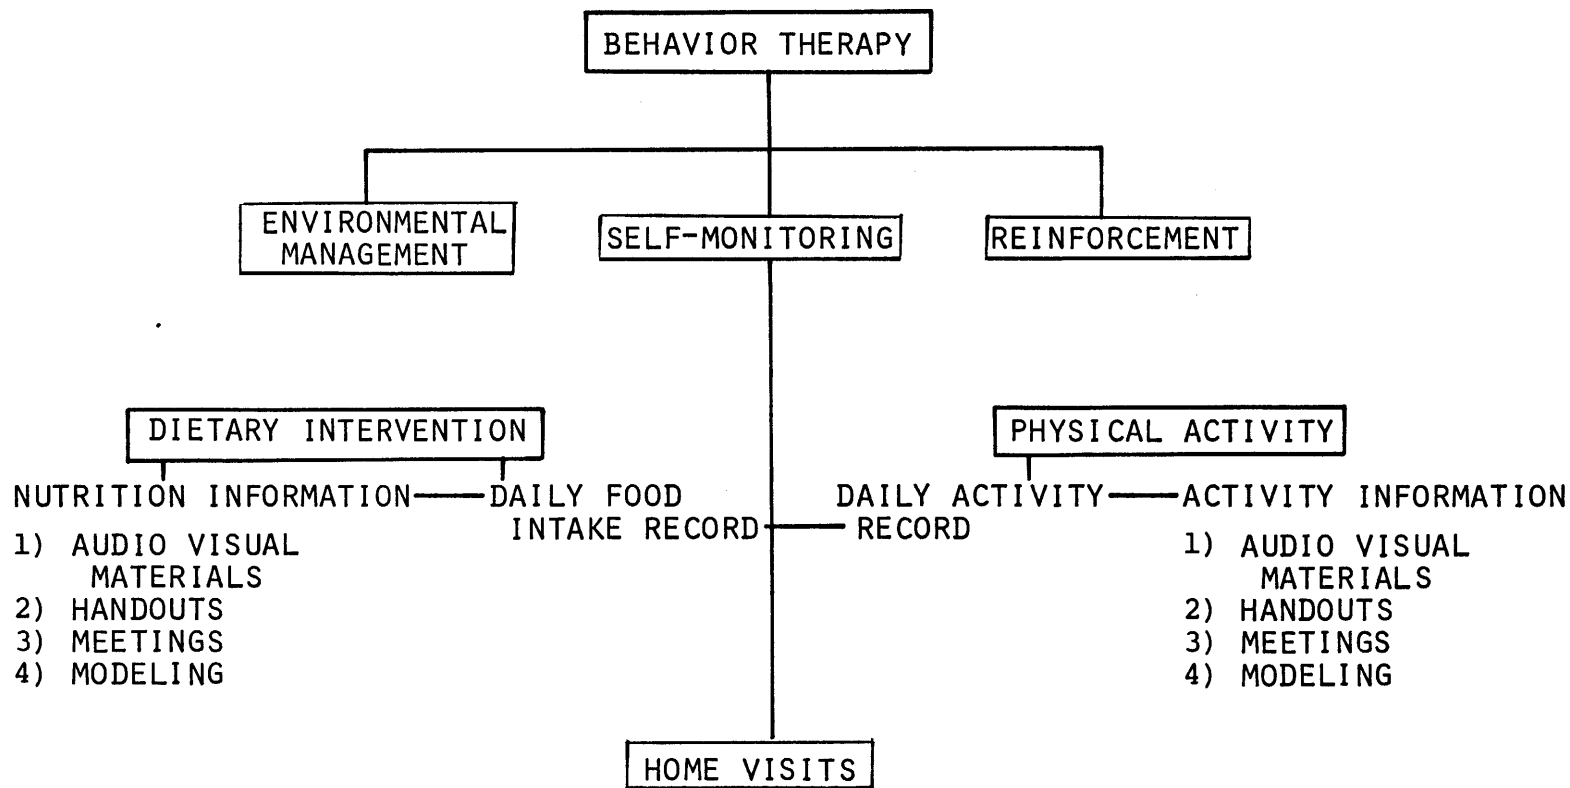 BEHAVIOR THERAPY
ENVIRONMENTAL
MANAGEMENT
SELF-MONITORING
REINFORCEMENT
DIETARY INTERVENTION
NUTRITION INFORMATION
1) AUDIO VISUAL
MATERIALS
2) HANDOUTS
3) MEETINGS
4) MODELING
DAILY FOOD
INTAKE RECORD
PHYSICAL ACTIVITY
DAILY ACTIVITY
RECORD
ACTIVITY INFORMATION
1) AUDIO VISUAL
MATERIALS
2) HANDOUTS
3) MEETINGS
4) MODELING
HOME VISITS